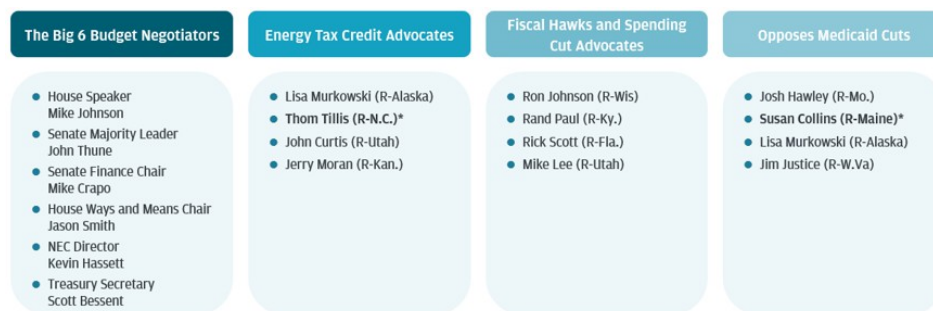 The Big 6 Budget Negotiators
House Speaker
Mike Johnson
Senate Majority Leader
John Thune
Senate Finance Chair
Mike Crapo
House Ways and Means Chair
Jason Smith
NEC Director
Kevin Hassett
Treasury Secretary
Scott Bessent
Energy Tax Credit Advocates
Lisa Murkowski (R-Alaska)
Thom Tillis (R-N.C.)*
John Curtis (R-Utah)
Jerry Moran (R-Kan.)
Fiscal Hawks and Spending
Cut Advocates
Ron Johnson (R-Wis)
Rand Paul (R-Ky.)
Rick Scott (R-Fla.)
Mike Lee (R-Utah)
Opposes Medicaid Cuts
Josh Hawley (R-Mo.)
Susan Collins (R-Maine)*
Lisa Murkowski (R-Alaska)
Jim Justice (R-W.Va)